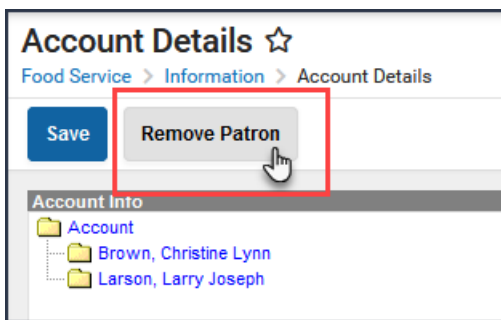 Account Details
Food Service > Information > Account Details
Save Remove Patron
Account Info
Account
Brown, Christine Lynn
Larson, Larry Joseph